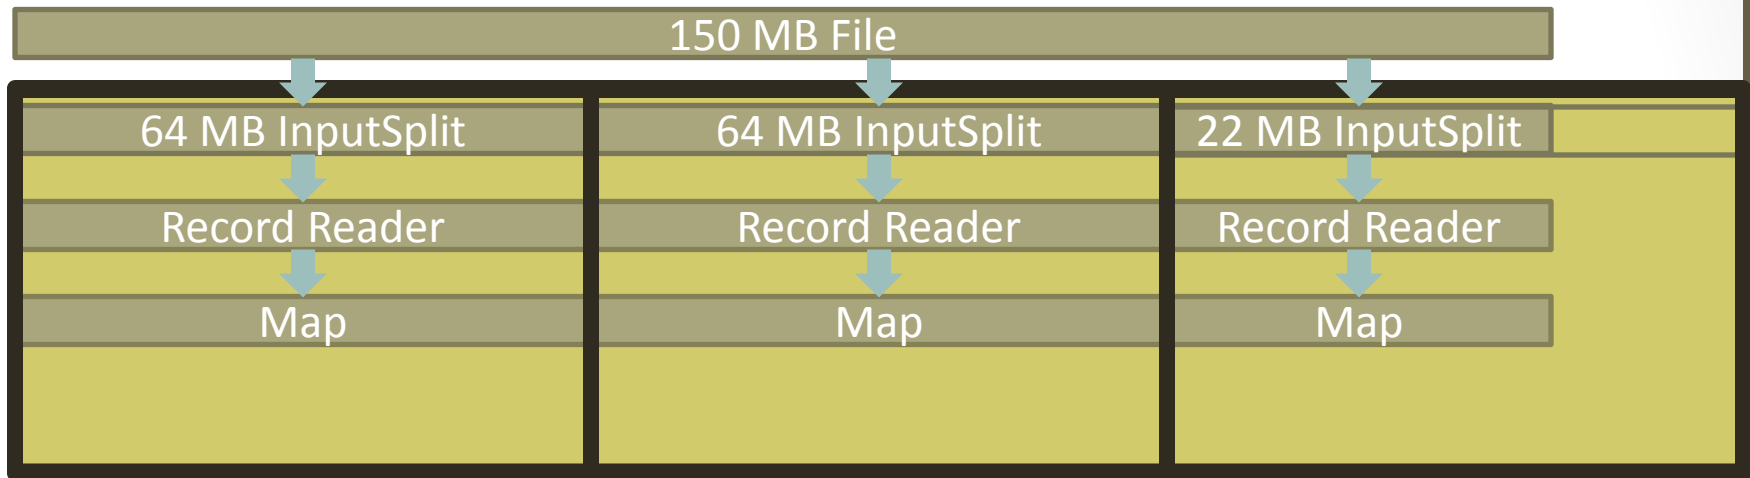 150 MB File
64 MB InputSplit
64 MB InputSplit
22 MB InputSplit
Record Reader
Record Reader
Record Reader
Map
Map
Map